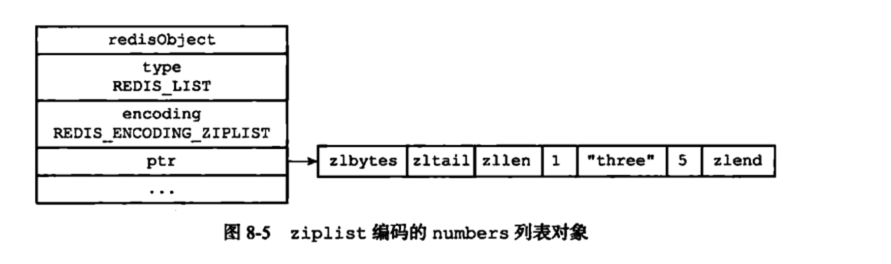 redisObject
type
REDIS_LIST
encoding
REDIS_ENCODING_ZIPLIST
ptr
zlbytes zltail zllen 1 "three" 5 zlend
...
图 8-5 ziplist 编码的 numbers 列表对象